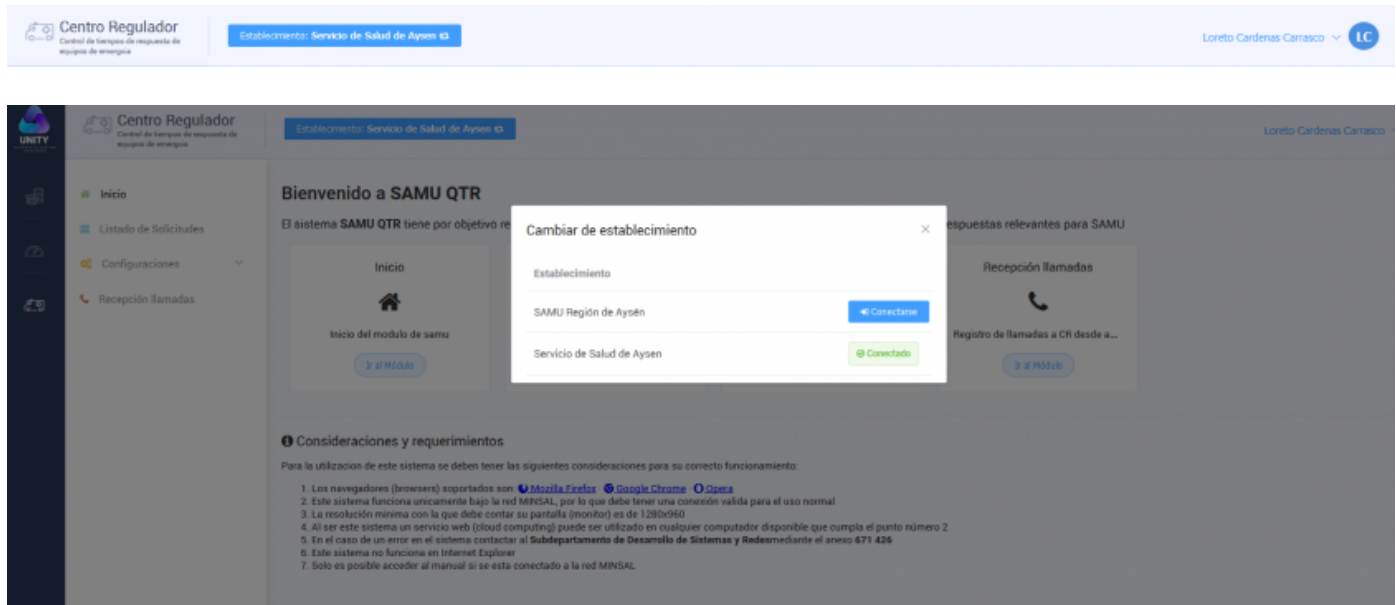 Centro Regulador
Control de tiempos de respuesta de
equipos de emergcia
Establecimiento: Servicio de Salud de Aysen
Loreto Cardenas Carrasco
LC
UNITY
Centro Regulador
Control de tiempos de respuesta de
equipos de emergcia
Establecimiento: Servicio de Salud de Aysen
Loreto Cardenas Carrasco
Inicio
Listado de Solicitudes
Configuraciones
Recepción llamadas
Bienvenido a SAMU QTR
El sistema SAMU QTR tiene por objetivo re
espuestas relevantes para SAMU
Inicio
Inicio del modulo de samu
Ir al Módulo
Cambiar de establecimiento
×
Establecimiento
SAMU Región de Aysén
Conectarse
Servicio de Salud de Aysen
Conectado
Recepción llamadas
Registro de llamadas a CR desde a...
Ir al Módulo
Consideraciones y requerimientos
Para la utilizacion de este sistema se deben tener las siguientes consideraciones para su correcto funcionamiento:
1. Los navegadores (browsers) soportados son: Mozilla Firefox - Google Chrome - Opera
2. Este sistema funciona unicamente bajo la red MINSAL, por lo que debe tener una conexión valida para el uso normal
3. La resolución minima con la que debe contar su pantalla (monitor) es de 1280x960
4. Al ser este sistema un servicio web (cloud computing) puede ser utilizado en cualquier computador disponible que cumpla el punto número 2
5. En el caso de un error en el sistema contactar al Subdepartamento de Desarrollo de Sistemas y Redesmediante el anexo 671 426
6. Este sistema no funciona en Internet Explorer
7. Solo es posible acceder al manual si se esta conectado a la red MINSAL